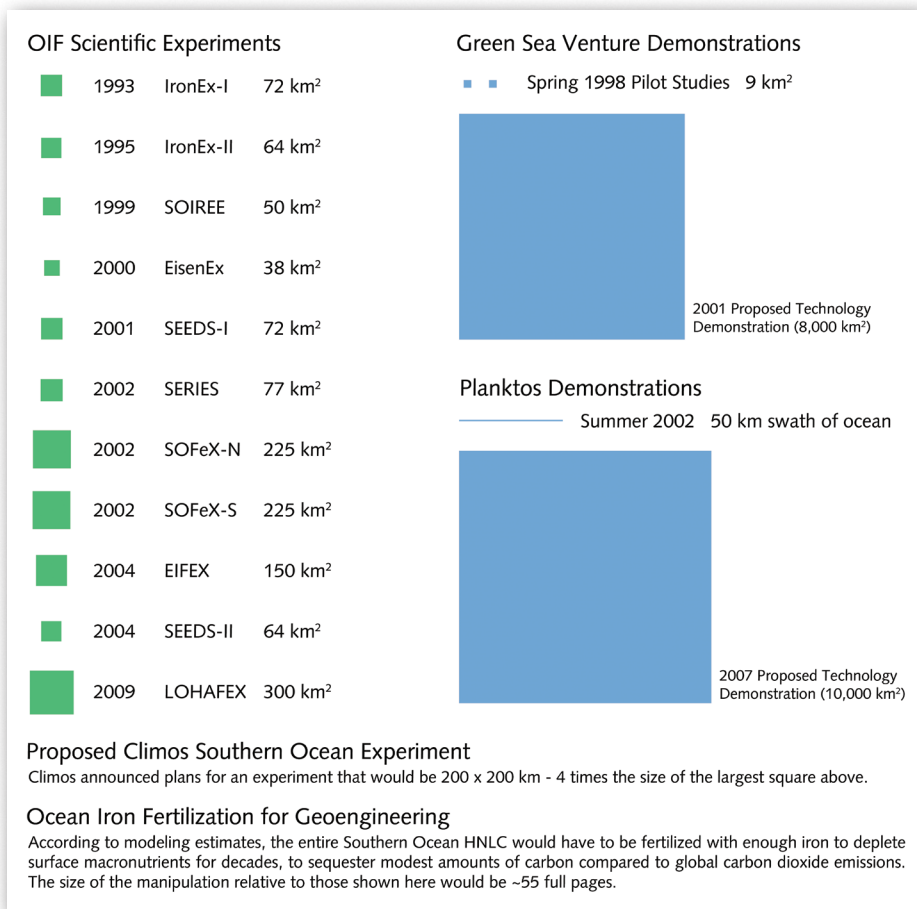 OIF Scientific Experiments
1993 IronEx-I 72 km²
1995 IronEx-II 64 km²
1999 SOIREE 50 km²
2000 EisenEx 38 km²
2001 SEEDS-I 72 km²
2002 SERIES 77 km²
2002 SOFeX-N 225 km²
2002 SOFeX-S 225 km²
2004 EIFEX 150 km²
2004 SEEDS-II 64 km²
2009 LOHAFEX 300 km²
Green Sea Venture Demonstrations
Spring 1998 Pilot Studies 9 km²
2001 Proposed Technology
Demonstration (8,000 km²)
Planktos Demonstrations
Summer 2002 50 km swath of ocean
2007 Proposed Technology
Demonstration (10,000 km²)
Proposed Climos Southern Ocean Experiment
Climos announced plans for an experiment that would be 200 x 200 km - 4 times the size of the largest square above.
Ocean Iron Fertilization for Geoengineering
According to modeling estimates, the entire Southern Ocean HNLC would have to be fertilized with enough iron to deplete
surface macronutrients for decades, to sequester modest amounts of carbon compared to global carbon dioxide emissions.
The size of the manipulation relative to those shown here would be ~55 full pages.